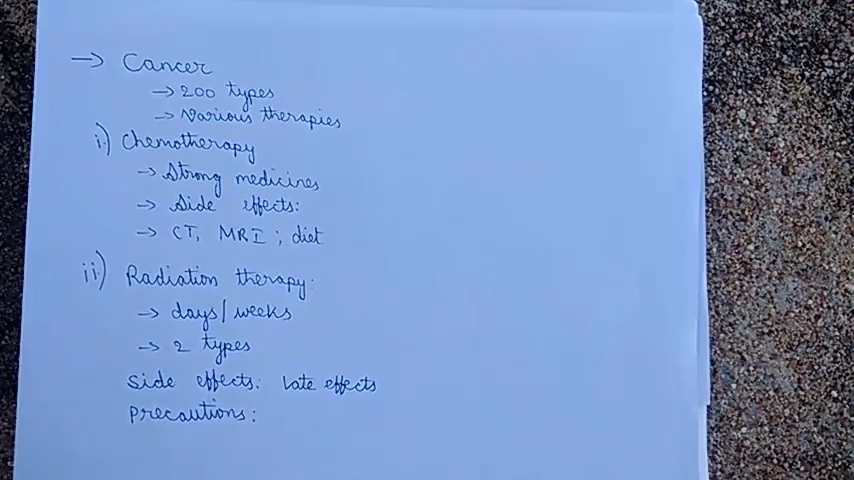 → Cancer
→ 200 types
→ Various therapies
i.) Chemotherapy
→ Strong medicines
→ Side effects:
→ CT, MRI ; diet
ii) Radiation therapy:
→ days/weeks
→ 2 types
Side effects: late effects
Precautions: